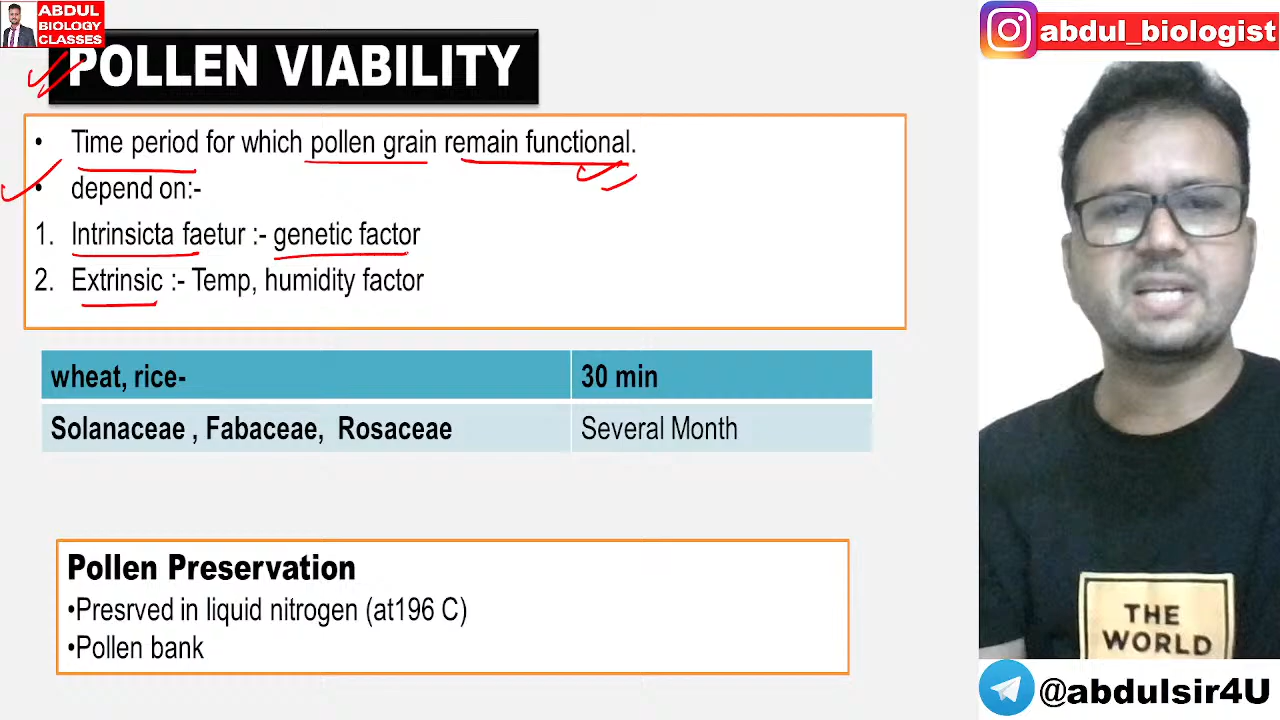 ABDUL
BIOLOGY
CLASSES
POLLEN VIABILITY
• Time period for which pollen grain remain functional.
• depend on:-
1. Intrinsicta faetur :- genetic factor
2. Extrinsic :- Temp, humidity factor
wheat, rice- 30 min
Solanaceae , Fabaceae, Rosaceae Several Month
Pollen Preservation
•Presrved in liquid nitrogen (at196 C)
•Pollen bank
abdul_biologist
THE
WORLD
@abdulsir4U